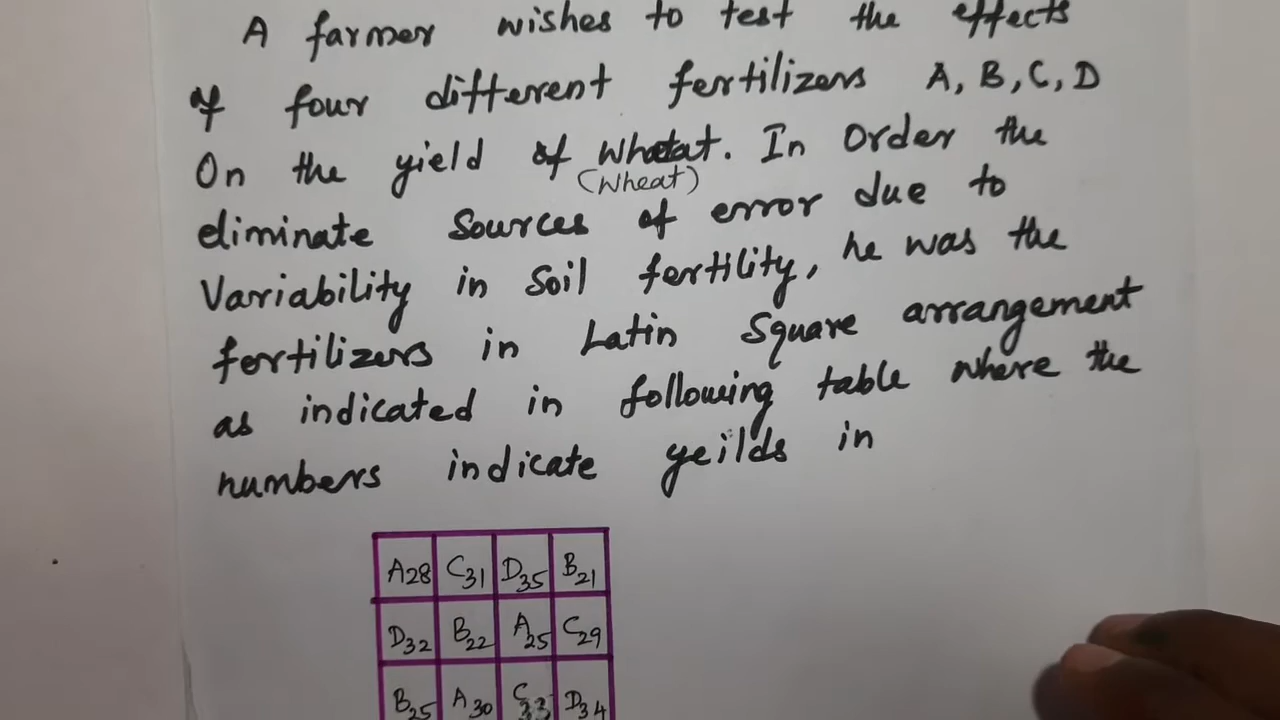 A farmer wishes to test the effects
of four different fertilizers A, B, C, D
On the yield of Whatat. In Order the
(Wheat)
eliminate Sources of error due to
Variability in Soil fertility, he was the
fertilizers in Latin Square arrangement
as indicated in following table where the
numbers indicate yeilds in
A28 C31 D35 B21
D32 B22 A25 C29
B25 A30 C33 D34